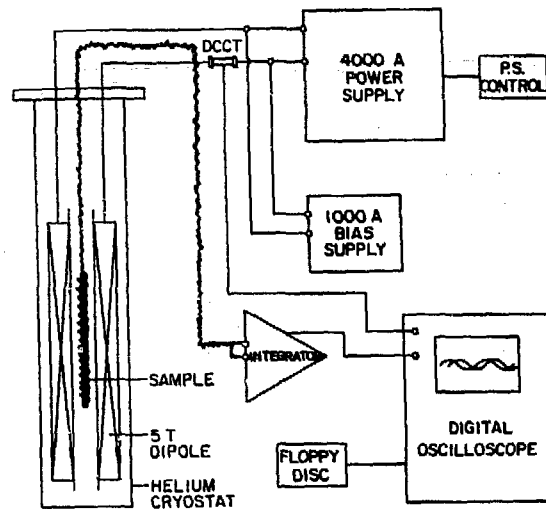 DCCT
4000 A
POWER
SUPPLY
P.S.
CONTROL
1000 A
BIAS
SUPPLY
INTEGRATOR
SAMPLE
5 T
DIPOLE
HELIUM
CRYOSTAT
FLOPPY
DISC
DIGITAL
OSCILLOSCOPE